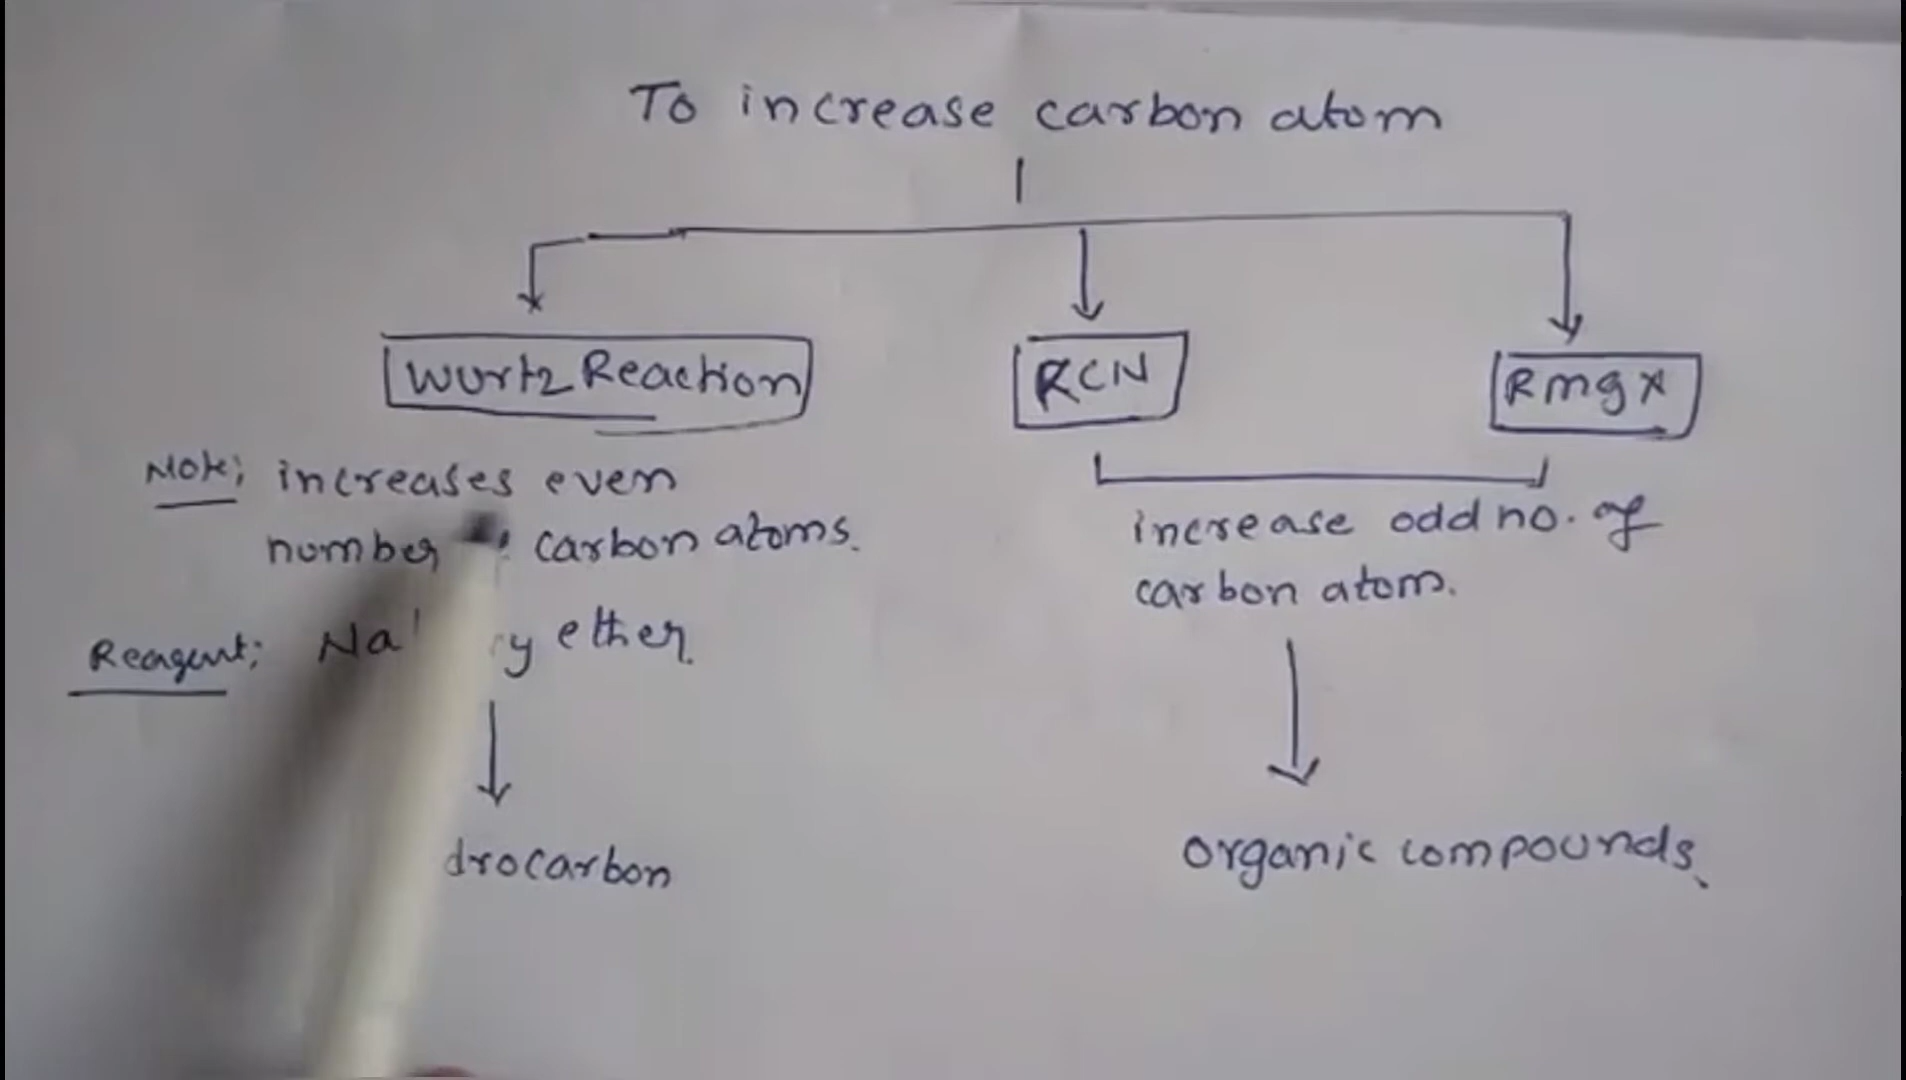 To increase carbon atom
Wurtz Reaction
RCN
Rmgx
Note; increases even
number carbon atoms.
Reagent; Na ether.
increase odd no. of
carbon atom.
drocarbon
organic compounds.